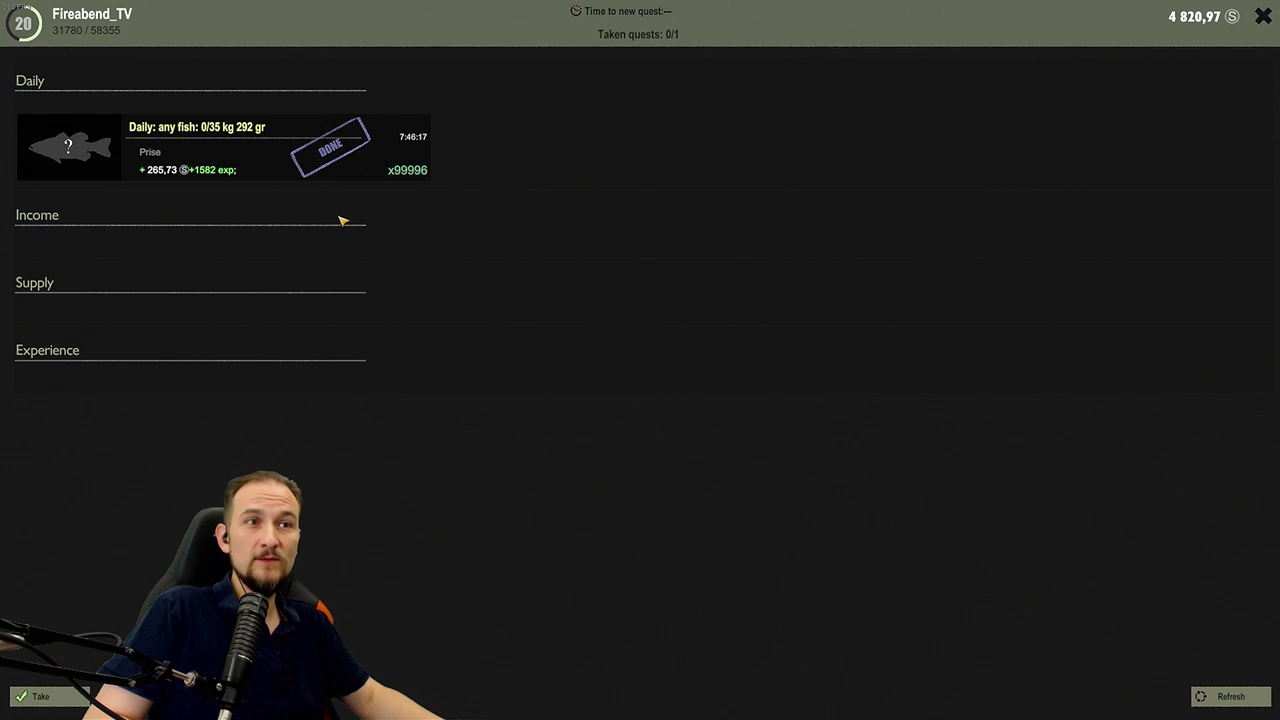 20
Fireabend_TV
31780 / 58355
Time to new quest:---
Taken quests: 0/1
4 820,97 S
Daily
?
Daily: any fish: 0/35 kg 292 gr
Prise
+ 265,73 S+1582 exp;
DONE
7:46:17
x99996
Income
Supply
Experience
Take
Refresh